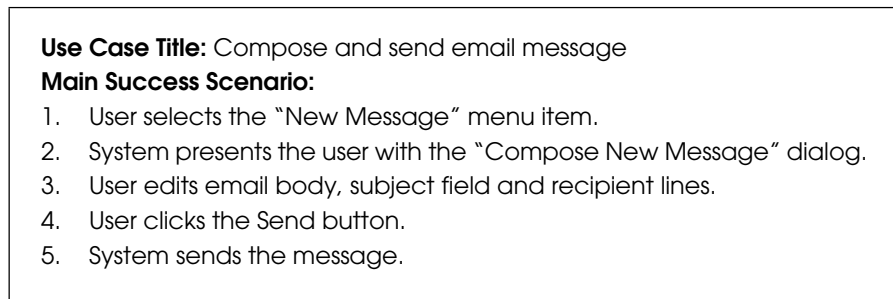 Use Case Title: Compose and send email message
Main Success Scenario:
1. User selects the “New Message” menu item.
2. System presents the user with the “Compose New Message” dialog.
3. User edits email body, subject field and recipient lines.
4. User clicks the Send button.
5. System sends the message.